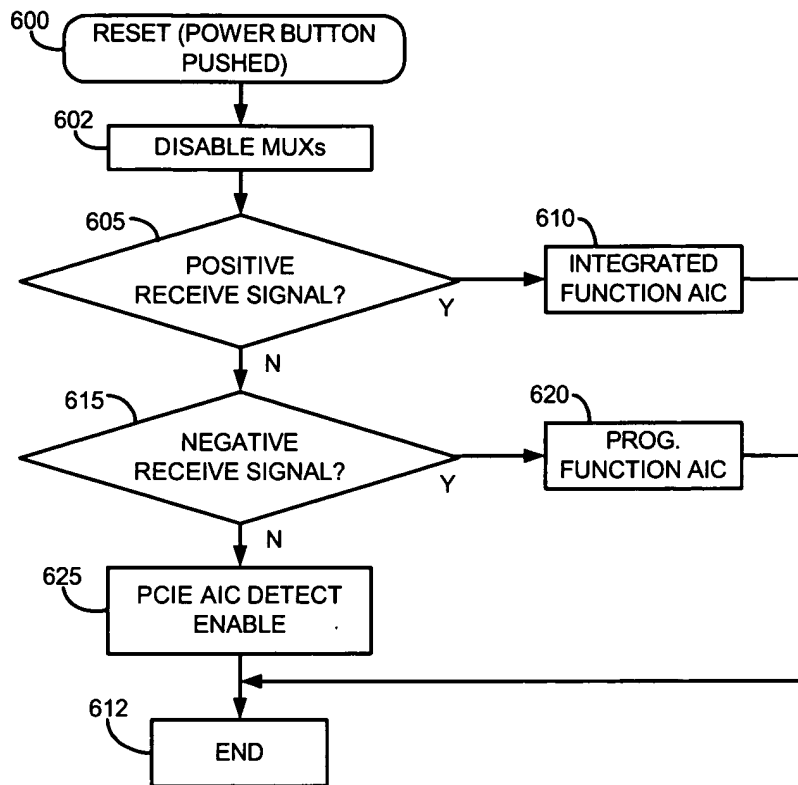 600
RESET (POWER BUTTON
PUSHED)
602
DISABLE MUXs
605
POSITIVE
RECEIVE SIGNAL?
Y
N
610
INTEGRATED
FUNCTION AIC
615
NEGATIVE
RECEIVE SIGNAL?
Y
N
620
PROG.
FUNCTION AIC
625
PCIE AIC DETECT
ENABLE
612
END